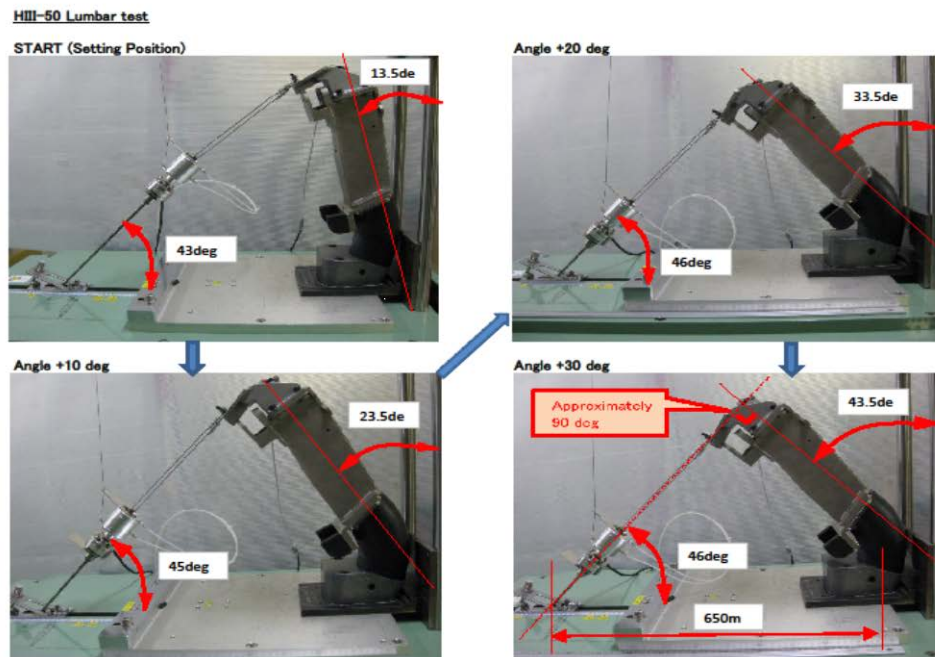 HIII-50 Lumbar test
START (Setting Position)
13.5de
43deg
Angle +10 deg
23.5de
45deg
Angle +20 deg
33.5de
46deg
Angle +30 deg
Approximately
90 deg
43.5de
46deg
650m